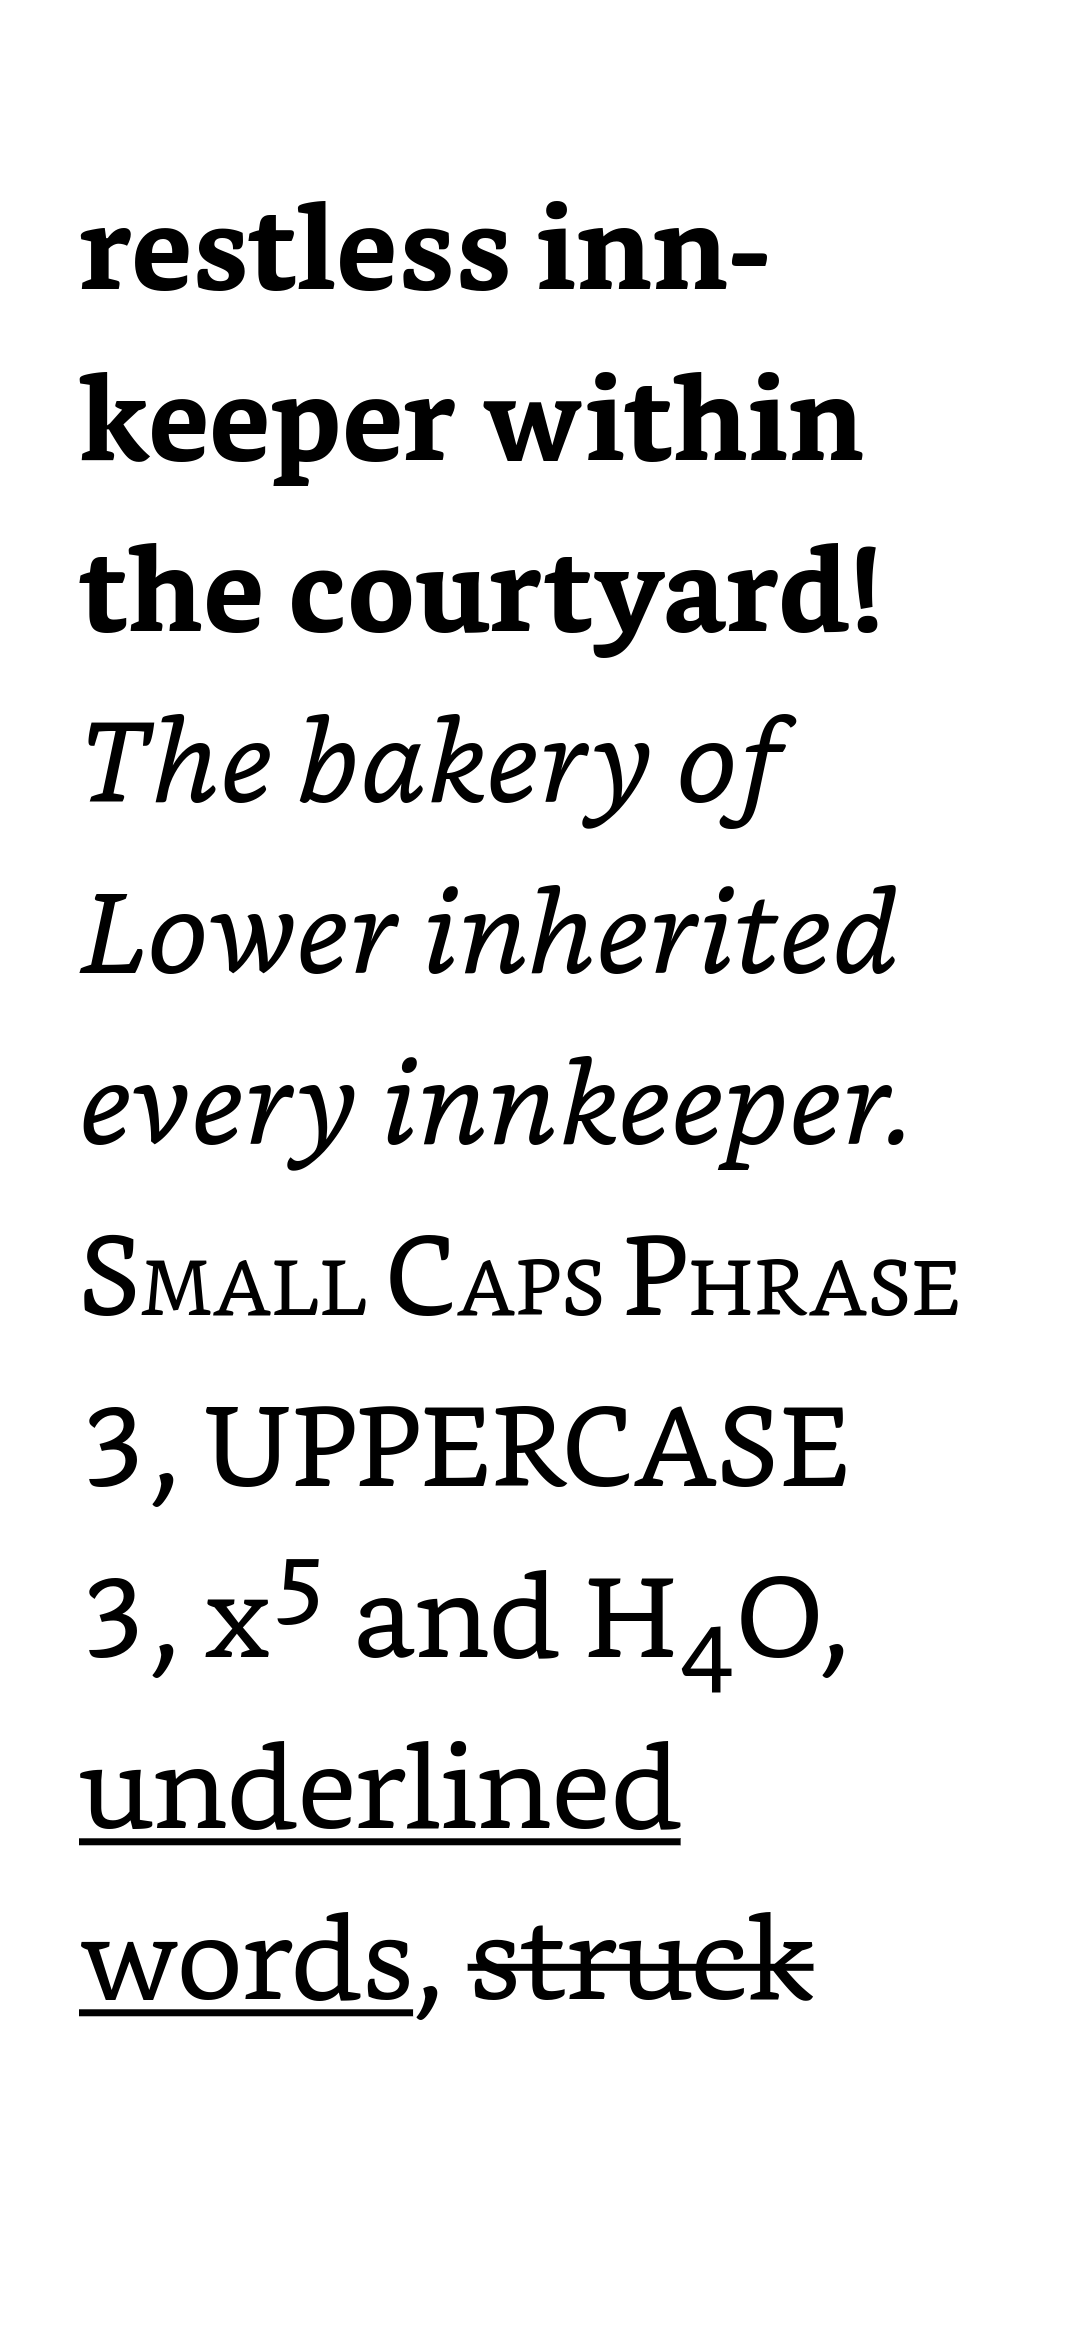 restless inn-
keeper within
the courtyard!
The bakery of
Lower inherited
every innkeeper.
Small Caps Phrase
3, UPPERCASE
3, x⁵ and H₄O,
underlined
words, struck